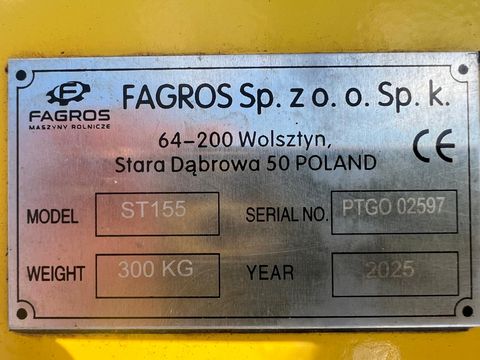 FAGROS
MASZYNY ROLNICZE
FAGROS Sp. z o. o. Sp. k.
64-200 Wolsztyn,
Stara Dąbrowa 50 POLAND
CE
MODEL ST155 SERIAL NO. PTGO 02597
WEIGHT 300 KG YEAR 2025